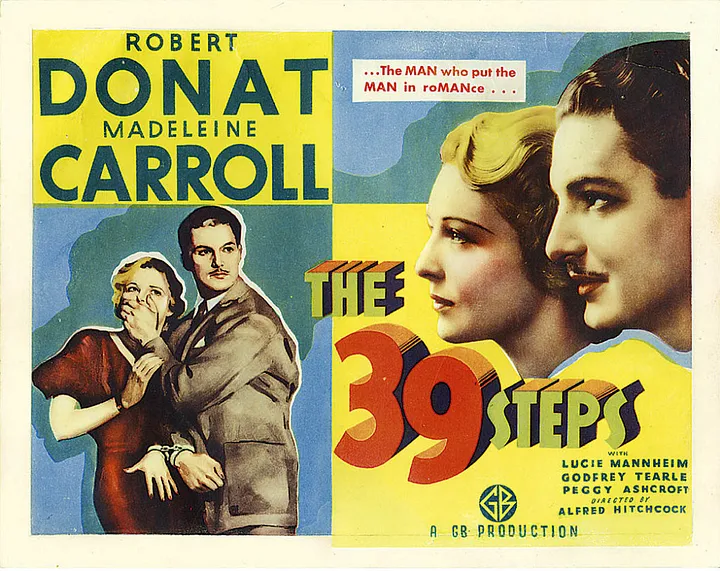 ROBERT
DONAT
MADELEINE
CARROLL
...The MAN who put the
MAN in roMANce . . .
THE
39 STEPS
WITH
LUCIE MANNHEIM
GODFREY TEARLE
PEGGY ASHCROFT
DIRECTED BY
ALFRED HITCHCOCK
GB
A GB PRODUCTION